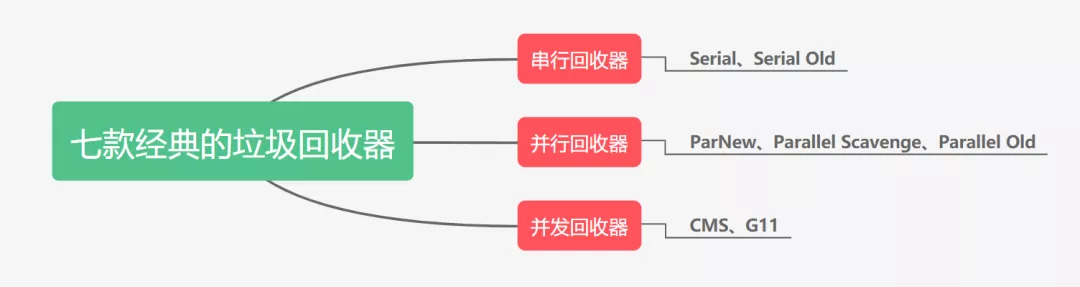 七款经典的垃圾回收器
串行回收器
Serial、Serial Old
并行回收器
ParNew、Parallel Scavenge、Parallel Old
并发回收器
CMS、G11